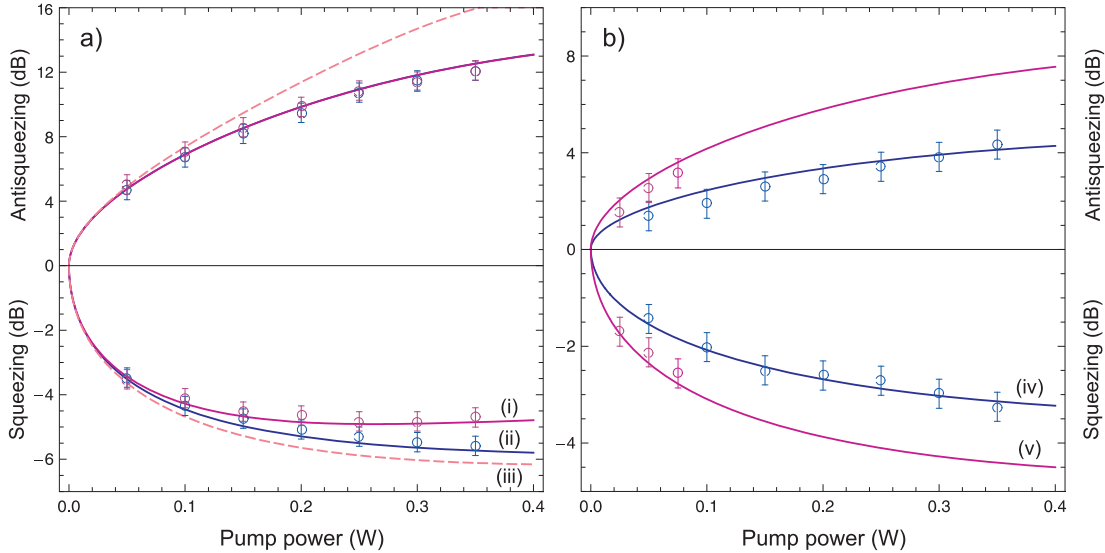 a)
16
12
8
4
0
−2
−4
−6
Antisqueezing (dB)
Squeezing (dB)
(i)
(ii)
(iii)
0.0 0.1 0.2 0.3 0.4
Pump power (W)
b)
8
4
0
−2
−4
Antisqueezing (dB)
Squeezing (dB)
(iv)
(v)
0.0 0.1 0.2 0.3 0.4
Pump power (W)